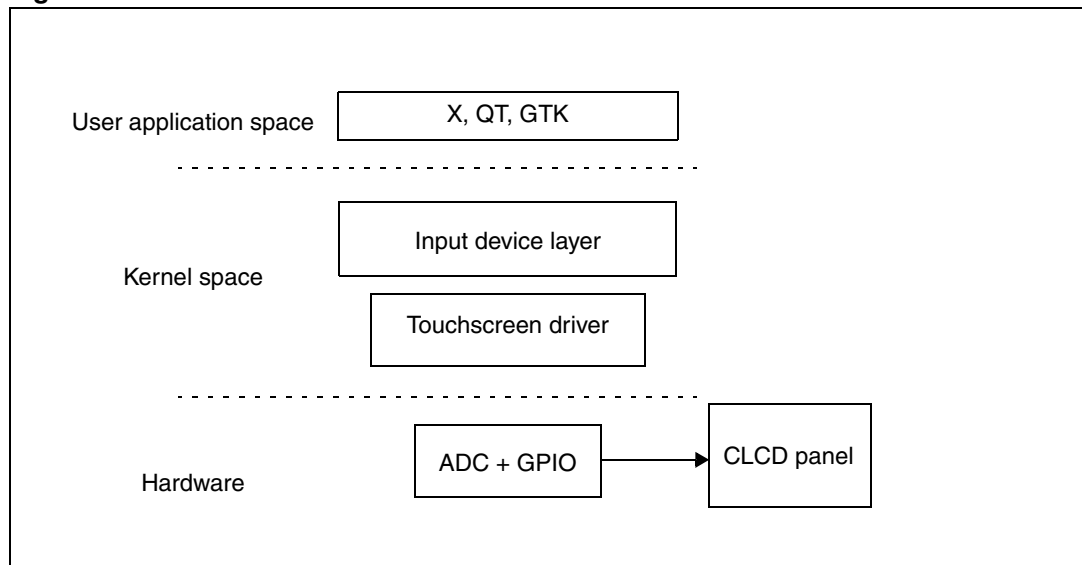 User application space
X, QT, GTK
Input device layer
Kernel space
Touchscreen driver
ADC + GPIO
CLCD panel
Hardware